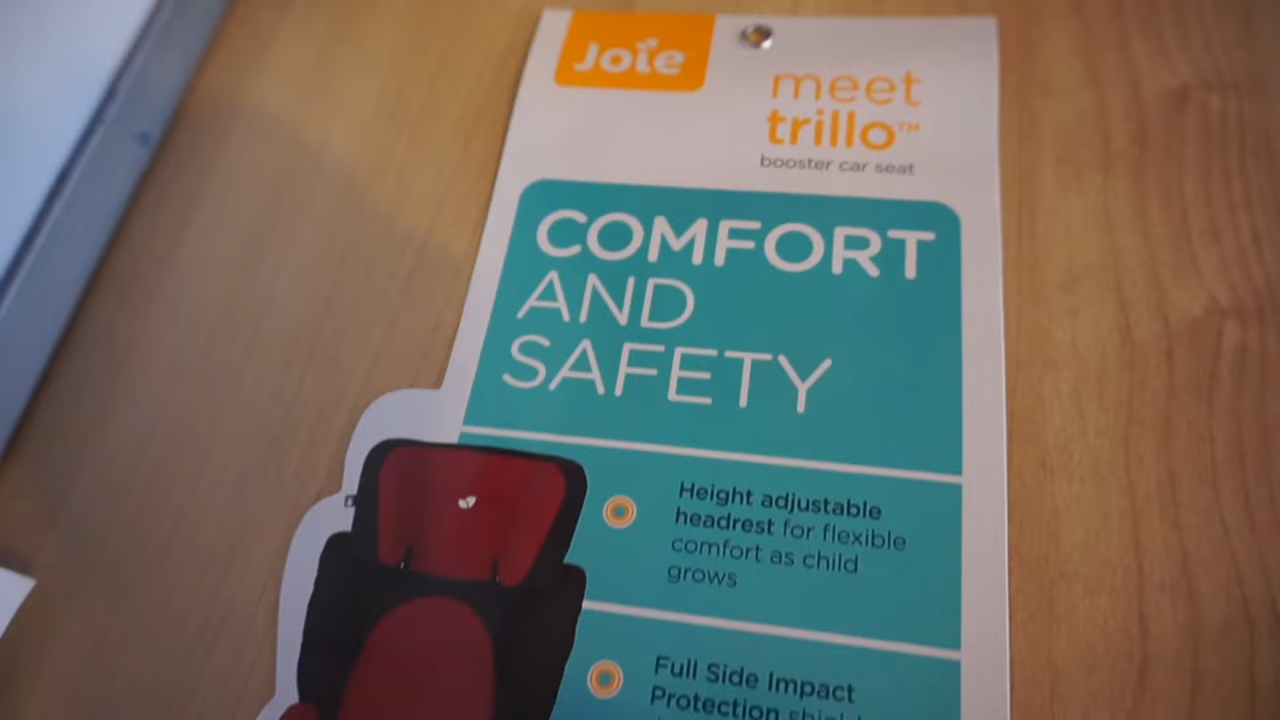 Joie
meet
trillo™
booster car seat
COMFORT
AND
SAFETY
Height adjustable
headrest for flexible
comfort as child
grows
Full Side Impact
Protection